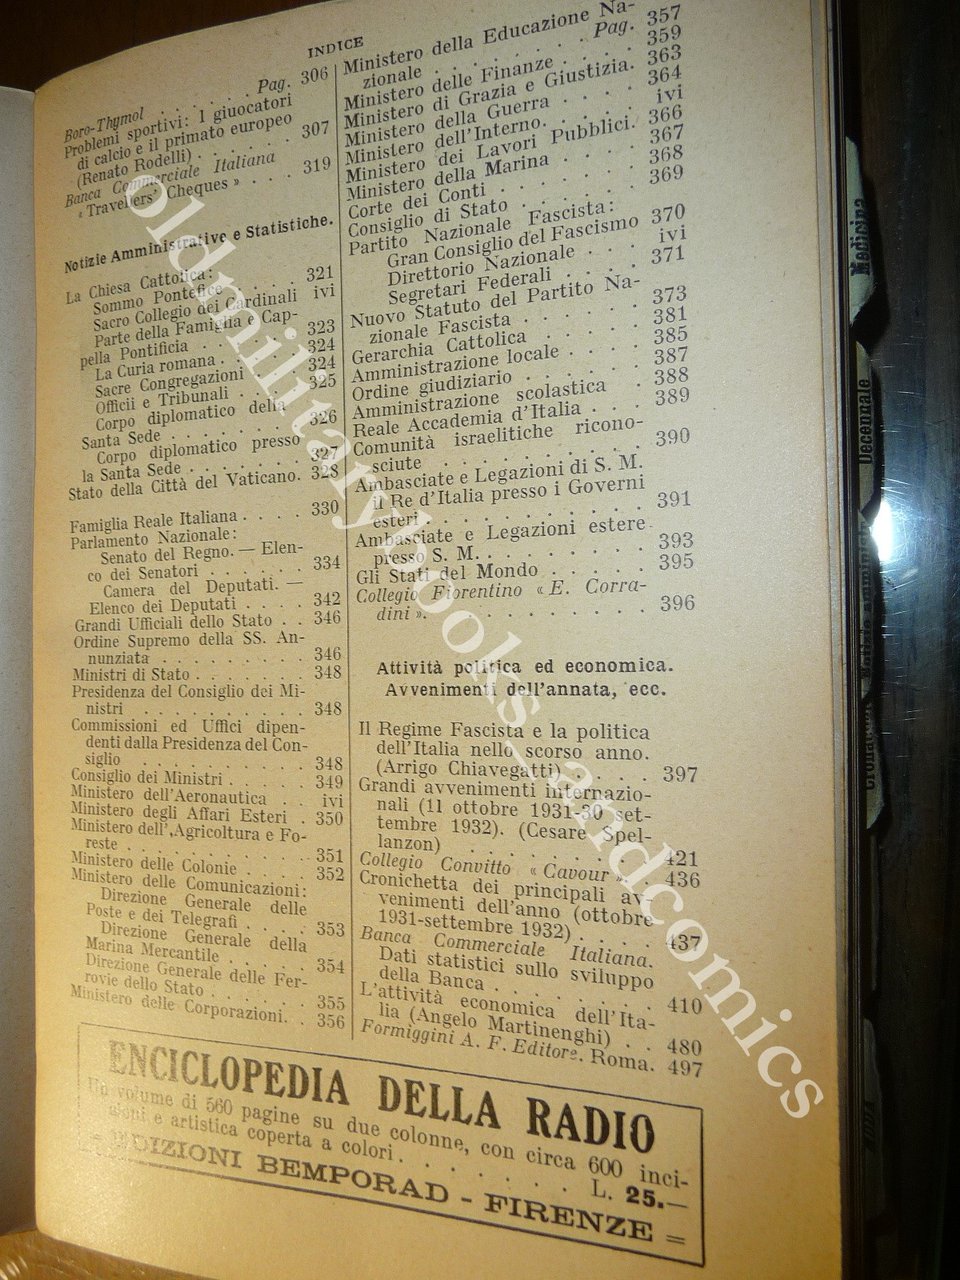 INDICE
Boro-Thymol . . . . . . . Pag. 306
Problemi sportivi: I giuocatori
di calcio e il primato europeo
(Renato Rodelli) . . . . . . . 307
Banca Commerciale Italiana
« Travellers' Cheques » . . . . 319
Notizie Amministrative e Statistiche.
La Chiesa Cattolica:
Sommo Pontefice . . . . 321
Sacro Collegio dei Cardinali ivi
Parte della Famiglia e Cap-
pella Pontificia . . . . . . . 323
La Curia romana . . . . . 324
Sacre Congregazioni . . . 324
Officii e Tribunali . . . . 325
Corpo diplomatico della
Santa Sede . . . . . . . . 326
Corpo diplomatico presso
la Santa Sede . . . . . . . 327
Stato della Città del Vaticano. 328
Famiglia Reale Italiana . . . . 330
Parlamento Nazionale:
Senato del Regno. — Elen-
co dei Senatori . . . . . . 334
Camera dei Deputati. —
Elenco dei Deputati . . . . 342
Grandi Ufficiali dello Stato . . 346
Ordine Supremo della SS. An-
nunziata . . . . . . . . . 346
Ministri di Stato . . . . . . . 348
Presidenza del Consiglio dei Mi-
nistri . . . . . . . . . . 348
Commissioni ed Uffici dipen-
denti dalla Presidenza del Con-
siglio . . . . . . . . . . 348
Consiglio dei Ministri . . . . . 349
Ministero dell'Aeronautica . . ivi
Ministero degli Affari Esteri . 350
Ministero dell'Agricoltura e Fo-
reste . . . . . . . . . . . 351
Ministero delle Colonie . . . . 352
Ministero delle Comunicazioni:
Direzione Generale delle
Poste e dei Telegrafi . . . . 353
Direzione Generale della
Marina Mercantile . . . . . 354
Direzione Generale delle Fer-
rovie dello Stato . . . . . . 355
Ministero delle Corporazioni. . 356
Ministero della Educazione Na-
zionale . . . . . . . . Pag. 357
Ministero delle Finanze . . . . 359
Ministero di Grazia e Giustizia. 363
Ministero della Guerra . . . . 364
Ministero dell'Interno. . . . . ivi
Ministero dei Lavori Pubblici. 366
Ministero della Marina . . . . 367
Corte dei Conti . . . . . . . 368
Consiglio di Stato . . . . . . 369
Partito Nazionale Fascista:
Gran Consiglio del Fascismo 370
Direttorio Nazionale . . . ivi
Segretari Federali . . . . 371
Nuovo Statuto del Partito Na-
zionale Fascista . . . . . . 373
Gerarchia Cattolica . . . . . 381
Amministrazione locale . . . . 385
Ordine giudiziario . . . . . . 387
Amministrazione scolastica . 388
Reale Accademia d'Italia . . . 389
Comunità israelitiche ricono-
sciute . . . . . . . . . . 390
Ambasciate e Legazioni di S. M.
il Re d'Italia presso i Governi
esteri . . . . . . . . . . 391
Ambasciate e Legazioni estere
presso S. M. . . . . . . . . 393
Gli Stati del Mondo . . . . . 395
Collegio Fiorentino « E. Corra-
dini ». . . . . . . . . . . 396
Attività politica ed economica.
Avvenimenti dell'annata, ecc.
Il Regime Fascista e la politica
dell'Italia nello scorso anno.
(Arrigo Chiavegatti) . . . . . 397
Grandi avvenimenti internazio-
nali (11 ottobre 1931-30 set-
tembre 1932). (Cesare Spel-
lanzon) . . . . . . . . . 421
Collegio Convitto « Cavour ». . 436
Cronichetta dei principali av-
venimenti dell'anno (ottobre
1931-settembre 1932) . . . . . 437
Banca Commerciale Italiana.
Dati statistici sullo sviluppo
della Banca . . . . . . . . 410
L'attività economica dell'Ita-
lia (Angelo Martinenghi) . . 480
Formiggini A. F. Editore. Roma. 497
ENCICLOPEDIA DELLA RADIO
Un volume di 560 pagine su due colonne, con circa 600 inci-
sioni e artistica coperta a colori . . . . . . . L. 25.—
= EDIZIONI BEMPORAD - FIRENZE =
oldmilitarybooks_andcomics
Medicina
Decennale